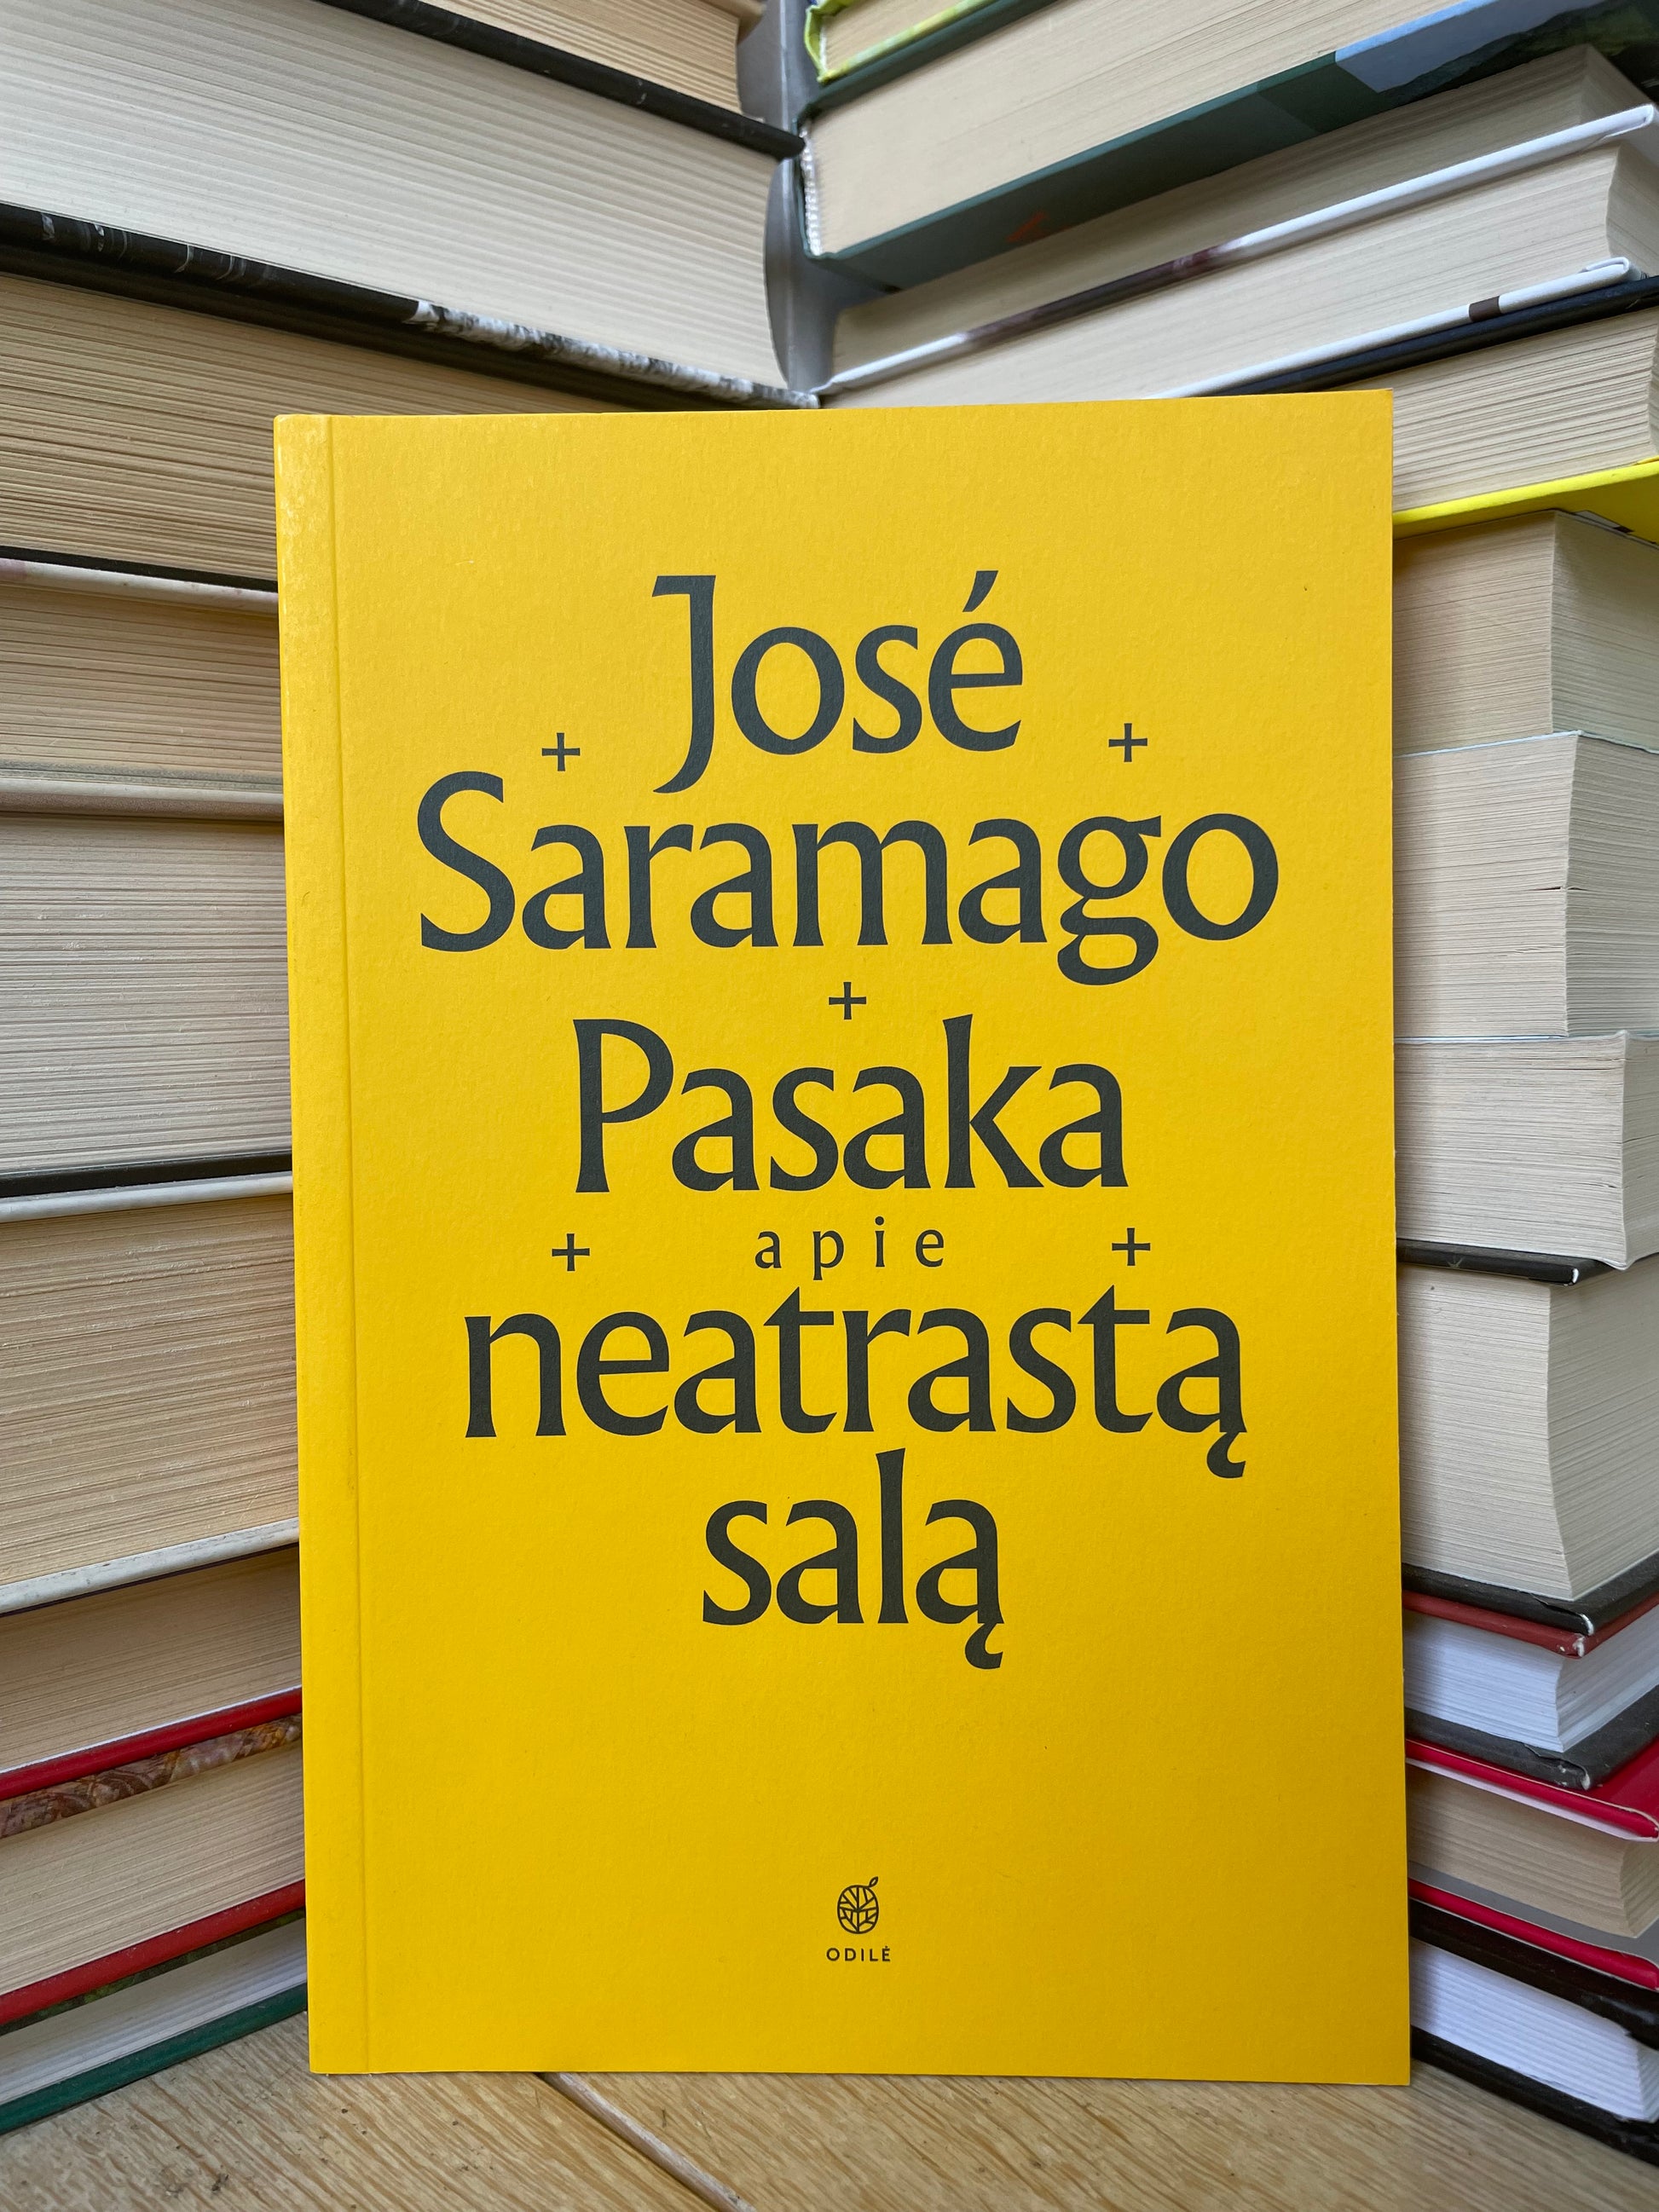 José
+ +
Saramago
+
Pasaka
+ apie +
neatrastą
salą
ODILĖ